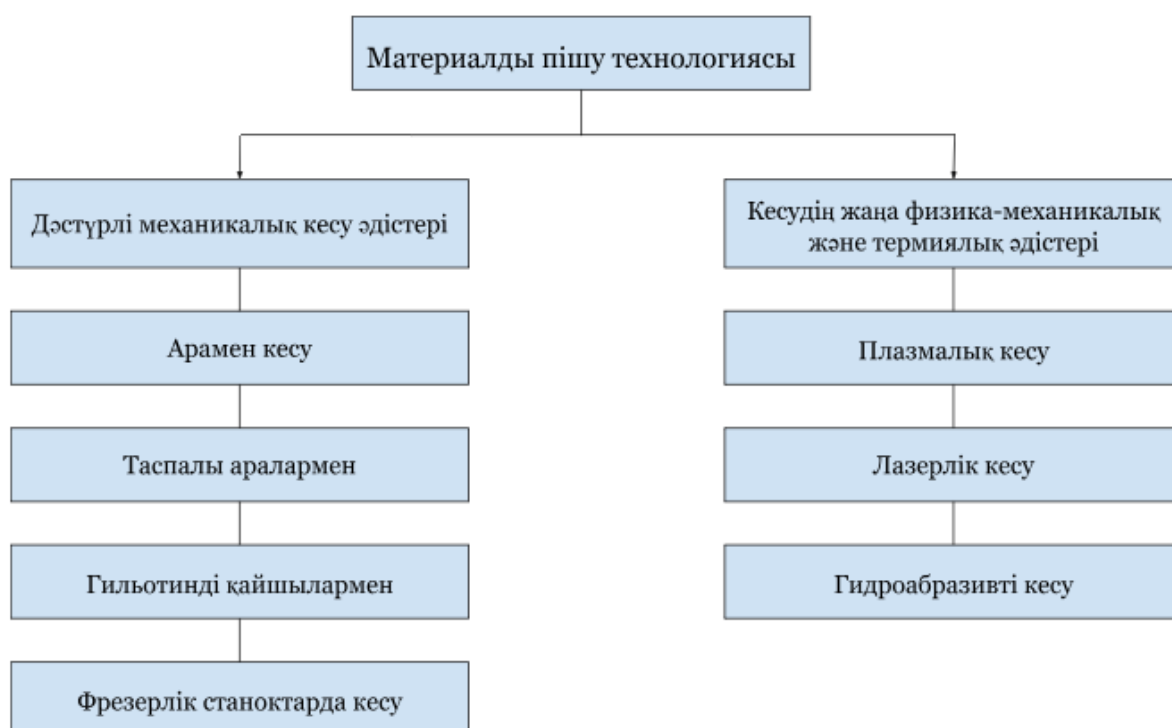 Материалды пішу технологиясы
Дәстүрлі механикалық кесу әдістері
Арамен кесу
Таспалы аралармен
Гильотинді қайшылармен
Фрезерлік станоктарда кесу
Кесудің жаңа физика-механикалық
және термиялық әдістері
Плазмалық кесу
Лазерлік кесу
Гидроабразивті кесу